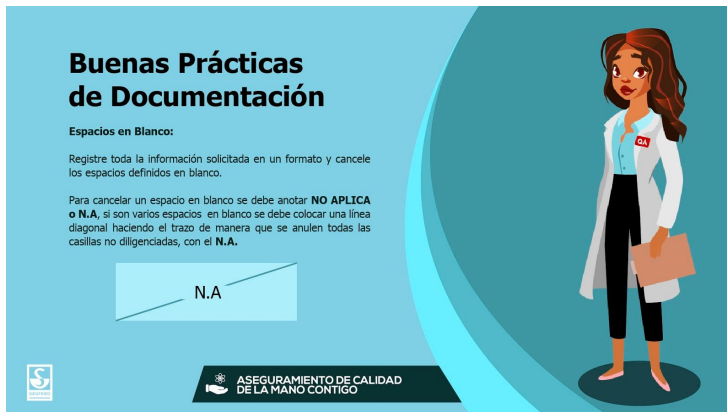 Buenas Prácticas
de Documentación
Espacios en Blanco:
Registre toda la información solicitada en un formato y cancele
los espacios definidos en blanco.
Para cancelar un espacio en blanco se debe anotar NO APLICA
o N.A, si son varios espacios en blanco se debe colocar una línea
diagonal haciendo el trazo de manera que se anulen todas las
casillas no diligenciadas, con el N.A.
N.A
QA
ASEGURAMIENTO DE CALIDAD
DE LA MANO CONTIGO